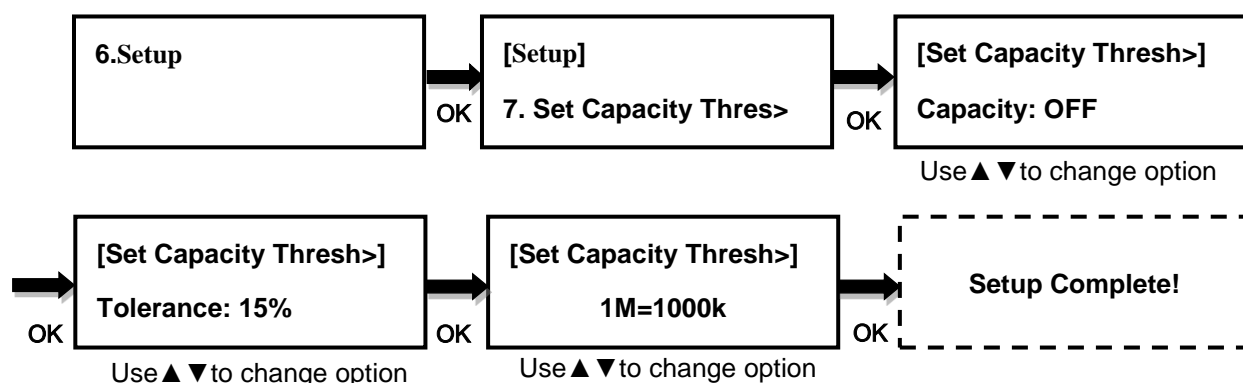 6.Setup
OK
[Setup]
7. Set Capacity Thres>
OK
[Set Capacity Thresh>]
Capacity: OFF
Use▲▼to change option
OK
[Set Capacity Thresh>]
Tolerance: 15%
Use▲▼to change option
OK
[Set Capacity Thresh>]
1M=1000k
Use▲▼to change option
OK
Setup Complete!